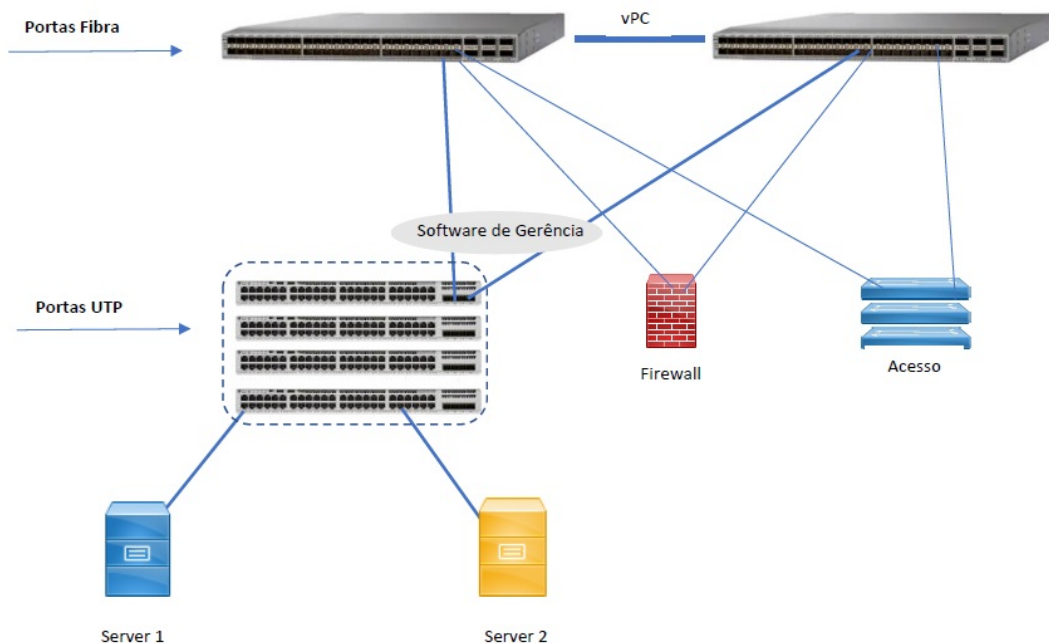 Portas Fibra
vPC
Software de Gerência
Portas UTP
Firewall
Acesso
Server 1
Server 2